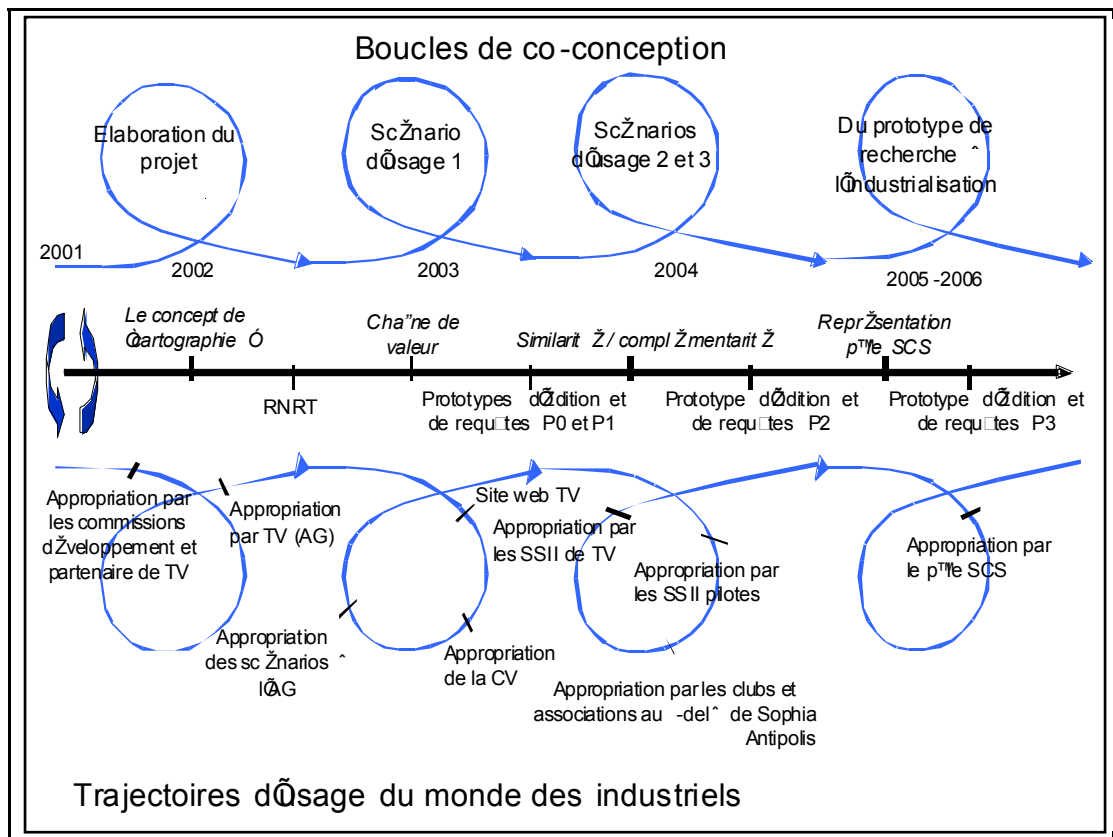 Boucles de co-conception
Elaboration du
projet
ScŽnario
dÕusage 1
ScŽnarios
dÕusage 2 et 3
Du prototype de
recherche ˆ
lÕindustrialisation
2001
2002
2003
2004
2005-2006
Le concept de
Òcartographie Ó
Cha”ne de
valeur
Similarit Ž / compl Žmentarit Ž
ReprŽsentation
p™le SCS
RNRT
Prototypes dÕŽdition et
de requ□tes P0 et P1
Prototype dÕŽdition et
de requ□tes P2
Prototype dÕŽdition et
de requ□tes P3
Appropriation par
les commissions
dŽveloppement et
partenaire de TV
Appropriation
par TV (AG)
Site web TV
Appropriation par
les SSII de TV
Appropriation par
les SSII pilotes
Appropriation par
le p™le SCS
Appropriation
des sc Žnarios ˆ
lÕAG
Appropriation
de la CV
Appropriation par les clubs et
associations au -delˆ de Sophia
Antipolis
Trajectoires dÕusage du monde des industriels